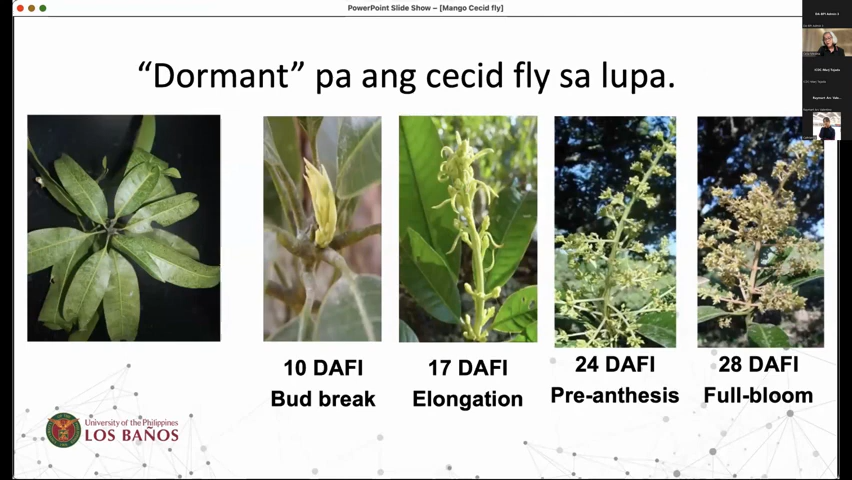 PowerPoint Slide Show – [Mango Cecid fly]
“Dormant” pa ang cecid fly sa lupa.
10 DAFI
Bud break
17 DAFI
Elongation
24 DAFI
Pre-anthesis
28 DAFI
Full-bloom
University of the Philippines
LOS BAÑOS